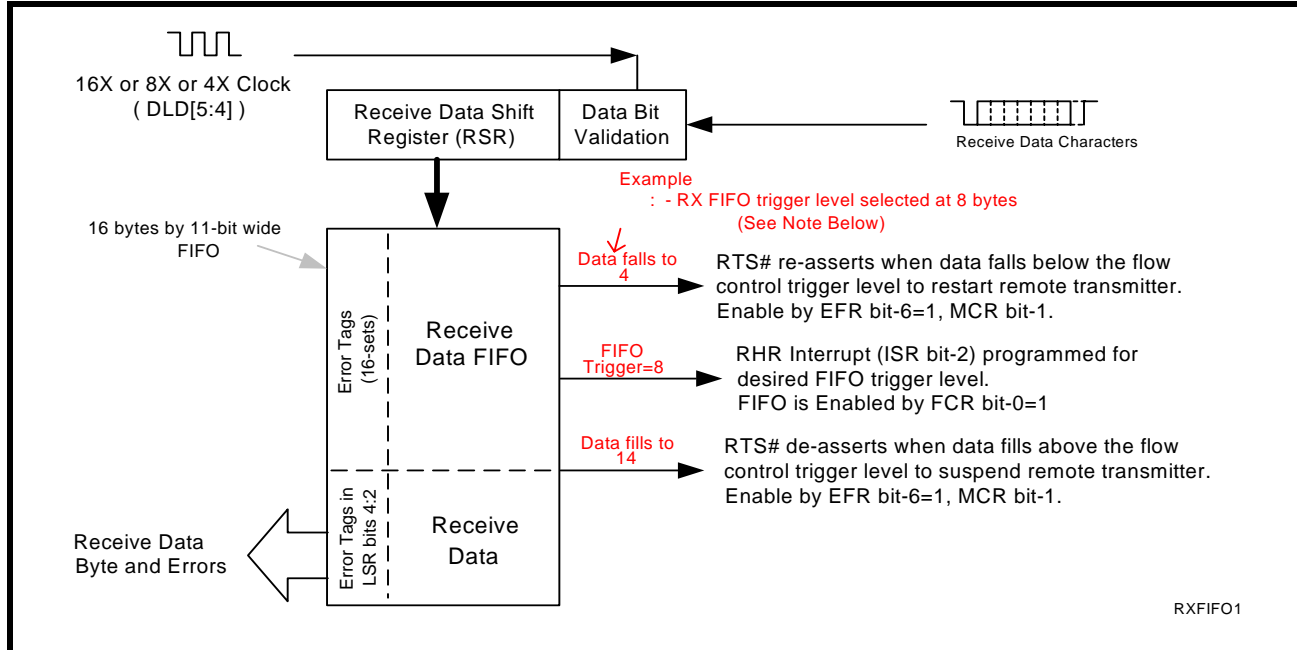 16X or 8X or 4X Clock
( DLD[5:4] )
Receive Data Shift
Register (RSR)
Data Bit
Validation
Receive Data Characters
Example
: - RX FIFO trigger level selected at 8 bytes
(See Note Below)
16 bytes by 11-bit wide
FIFO
Error Tags
(16-sets)
Receive
Data FIFO
Data falls to
4
RTS# re-asserts when data falls below the flow
control trigger level to restart remote transmitter.
Enable by EFR bit-6=1, MCR bit-1.
FIFO
Trigger=8
RHR Interrupt (ISR bit-2) programmed for
desired FIFO trigger level.
FIFO is Enabled by FCR bit-0=1
Data fills to
14
RTS# de-asserts when data fills above the flow
control trigger level to suspend remote transmitter.
Enable by EFR bit-6=1, MCR bit-1.
Error Tags in
LSR bits 4:2
Receive
Data
Receive Data
Byte and Errors
RXFIFO1